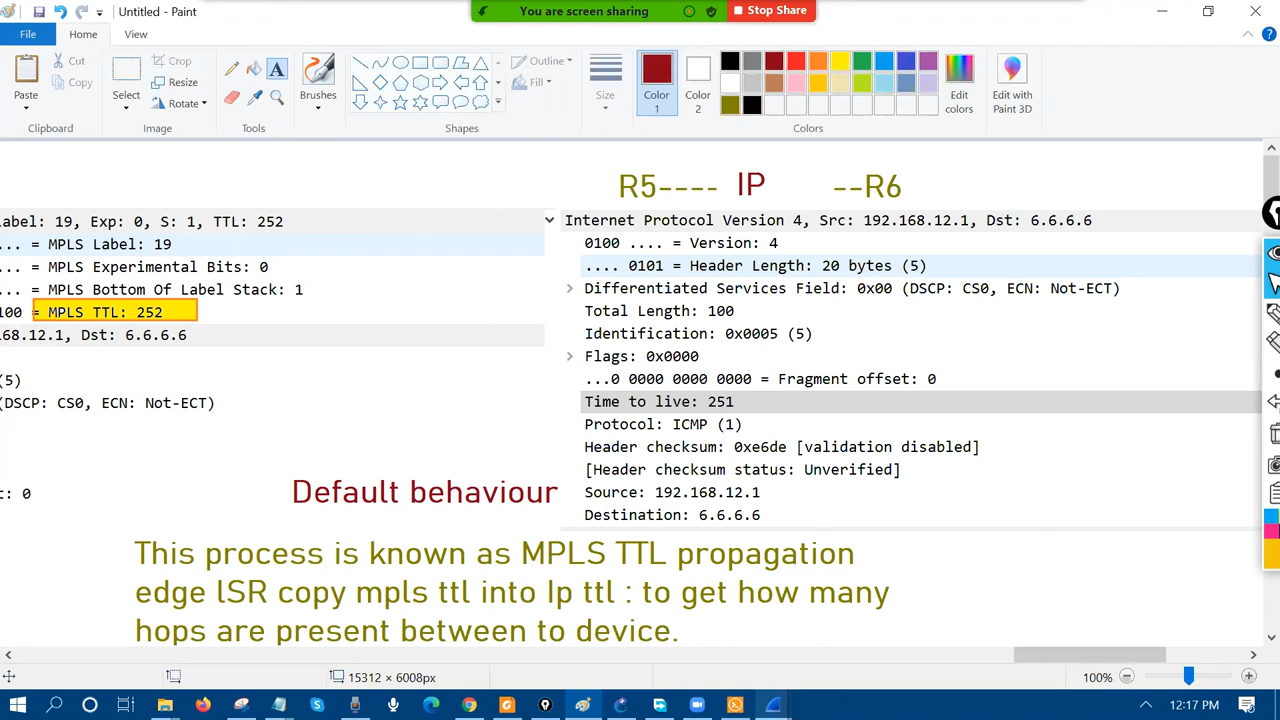 Untitled - Paint
You are screen sharing
Stop Share
File
Home
View
Paste
Cut
Copy
Clipboard
Select
Crop
Resize
Rotate
Image
A
Tools
Brushes
Outline
Fill
Shapes
Size
Color
1
Color
2
Edit
colors
Edit with
Paint 3D
Colors
R5---- IP --R6
abel: 19, Exp: 0, S: 1, TTL: 252
... = MPLS Label: 19
... = MPLS Experimental Bits: 0
... = MPLS Bottom Of Label Stack: 1
100 = MPLS TTL: 252
68.12.1, Dst: 6.6.6.6
(5)
(DSCP: CS0, ECN: Not-ECT)
t: 0
Internet Protocol Version 4, Src: 192.168.12.1, Dst: 6.6.6.6
0100 .... = Version: 4
.... 0101 = Header Length: 20 bytes (5)
Differentiated Services Field: 0x00 (DSCP: CS0, ECN: Not-ECT)
Total Length: 100
Identification: 0x0005 (5)
Flags: 0x0000
...0 0000 0000 0000 = Fragment offset: 0
Time to live: 251
Protocol: ICMP (1)
Header checksum: 0xe6de [validation disabled]
[Header checksum status: Unverified]
Source: 192.168.12.1
Destination: 6.6.6.6
Default behaviour
This process is known as MPLS TTL propagation
edge lSR copy mpls ttl into Ip ttl : to get how many
hops are present between to device.
15312 × 6008px
100%
12:17 PM